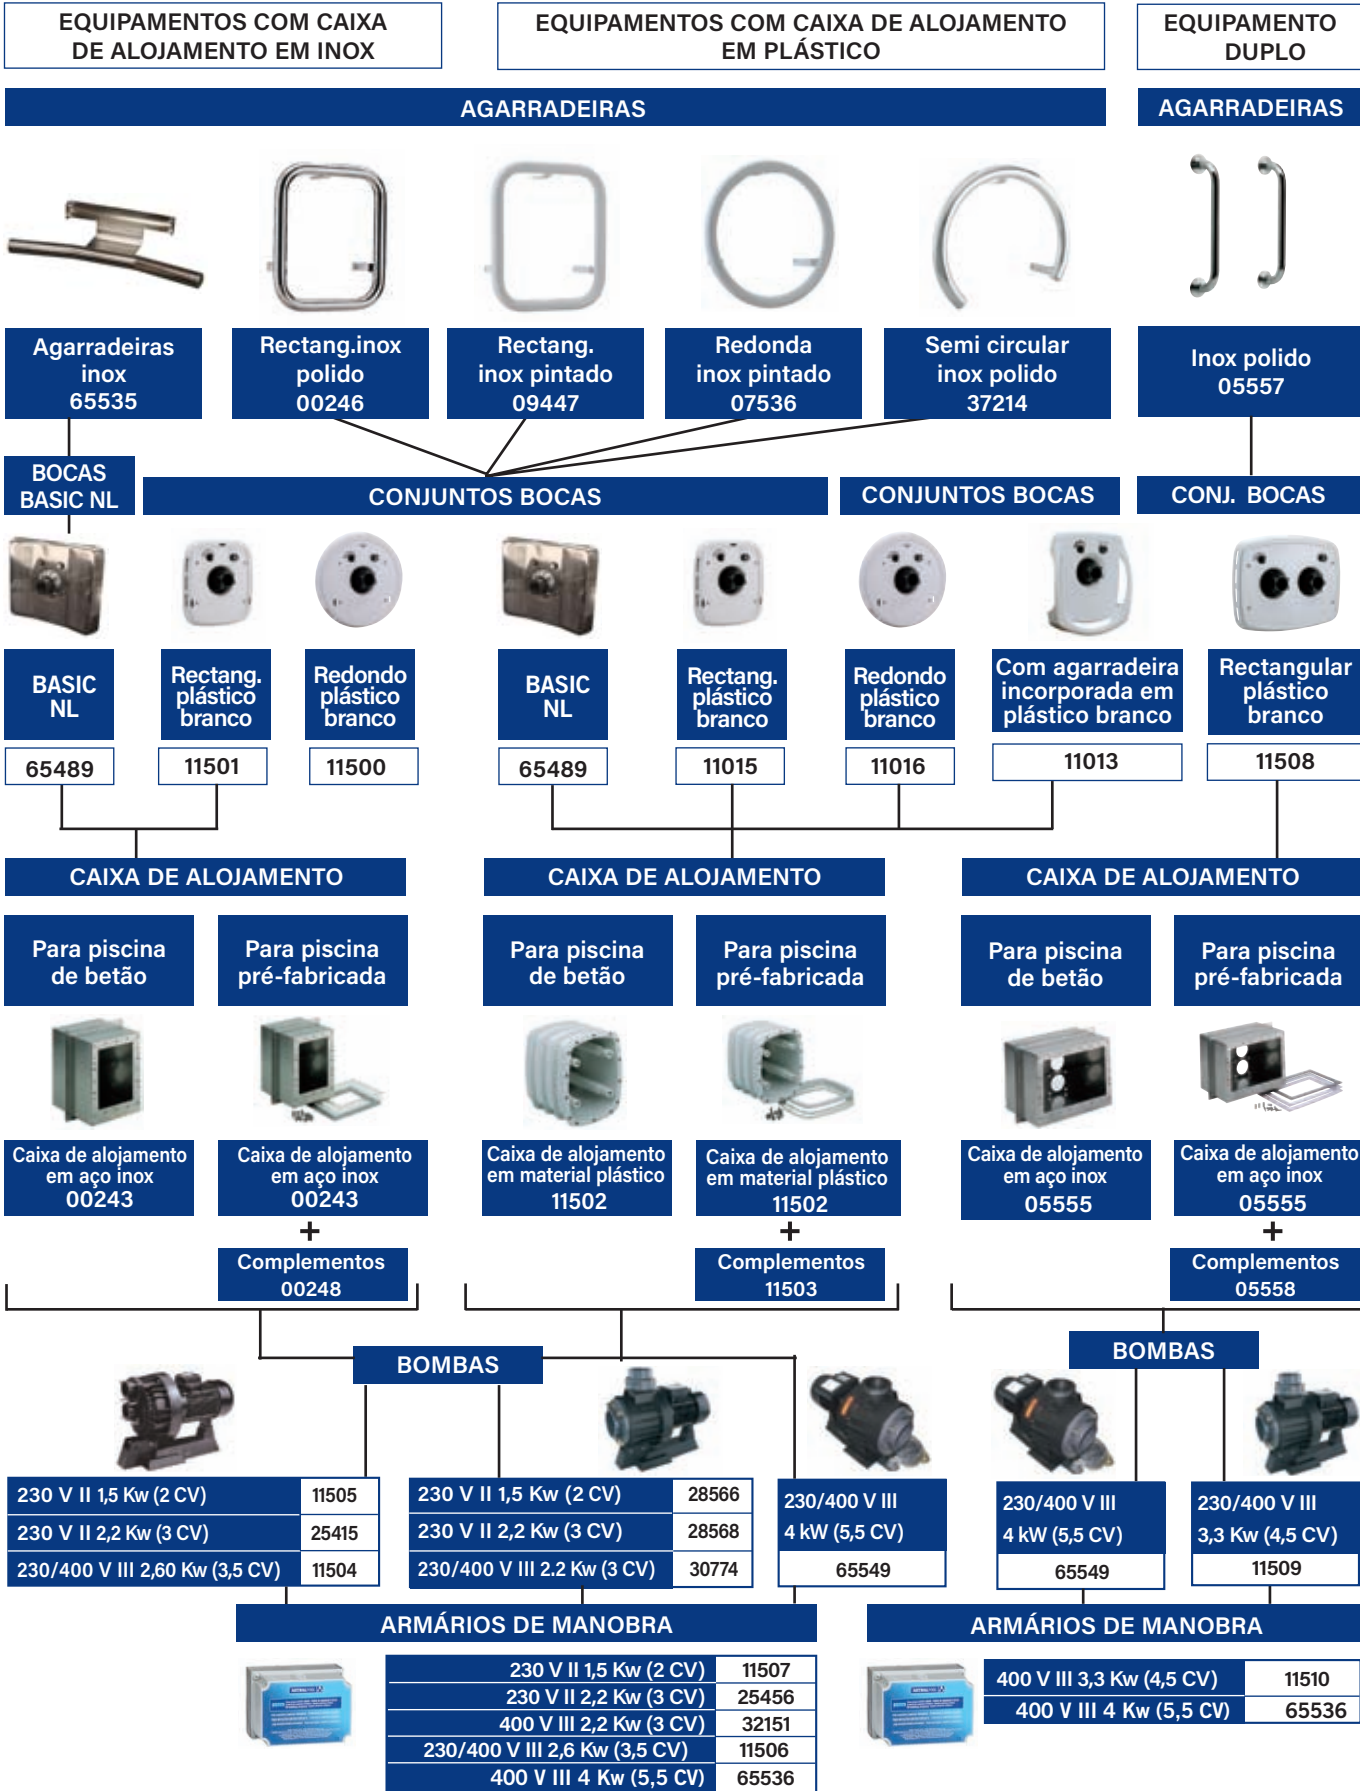 EQUIPAMENTOS COM CAIXA
DE ALOJAMENTO EM INOX
EQUIPAMENTOS COM CAIXA DE ALOJAMENTO
EM PLÁSTICO
EQUIPAMENTO
DUPLO
AGARRADEIRAS
AGARRADEIRAS
Agarradeiras
inox
65535
Rectang.inox
polido
00246
Rectang.
inox pintado
09447
Redonda
inox pintado
07536
Semi circular
inox polido
37214
Inox polido
05557
BOCAS
BASIC NL
CONJUNTOS BOCAS
CONJUNTOS BOCAS
CONJ. BOCAS
BASIC
NL
65489
Rectang.
plástico
branco
11501
Redondo
plástico
branco
11500
BASIC
NL
65489
Rectang.
plástico
branco
11015
Redondo
plástico
branco
11016
Com agarradeira
incorporada em
plástico branco
11013
Rectangular
plástico
branco
11508
CAIXA DE ALOJAMENTO
CAIXA DE ALOJAMENTO
CAIXA DE ALOJAMENTO
Para piscina
de betão
Para piscina
pré-fabricada
Para piscina
de betão
Para piscina
pré-fabricada
Para piscina
de betão
Para piscina
pré-fabricada
Caixa de alojamento
em aço inox
00243
Caixa de alojamento
em aço inox
00243
+
Complementos
00248
Caixa de alojamento
em material plástico
11502
Caixa de alojamento
em material plástico
11502
+
Complementos
11503
Caixa de alojamento
em aço inox
05555
Caixa de alojamento
em aço inox
05555
+
Complementos
05558
BOMBAS
BOMBAS
230 V II 1,5 Kw (2 CV) 11505
230 V II 2,2 Kw (3 CV) 25415
230/400 V III 2,60 Kw (3,5 CV) 11504
230 V II 1,5 Kw (2 CV) 28566
230 V II 2,2 Kw (3 CV) 28568
230/400 V III 2.2 Kw (3 CV) 30774
230/400 V III
4 kW (5,5 CV)
65549
230/400 V III
4 kW (5,5 CV)
65549
230/400 V III
3,3 Kw (4,5 CV)
11509
ARMÁRIOS DE MANOBRA
230 V II 1,5 Kw (2 CV) 11507
230 V II 2,2 Kw (3 CV) 25456
400 V III 2,2 Kw (3 CV) 32151
230/400 V III 2,6 Kw (3,5 CV) 11506
400 V III 4 Kw (5,5 CV) 65536
ARMÁRIOS DE MANOBRA
400 V III 3,3 Kw (4,5 CV) 11510
400 V III 4 Kw (5,5 CV) 65536